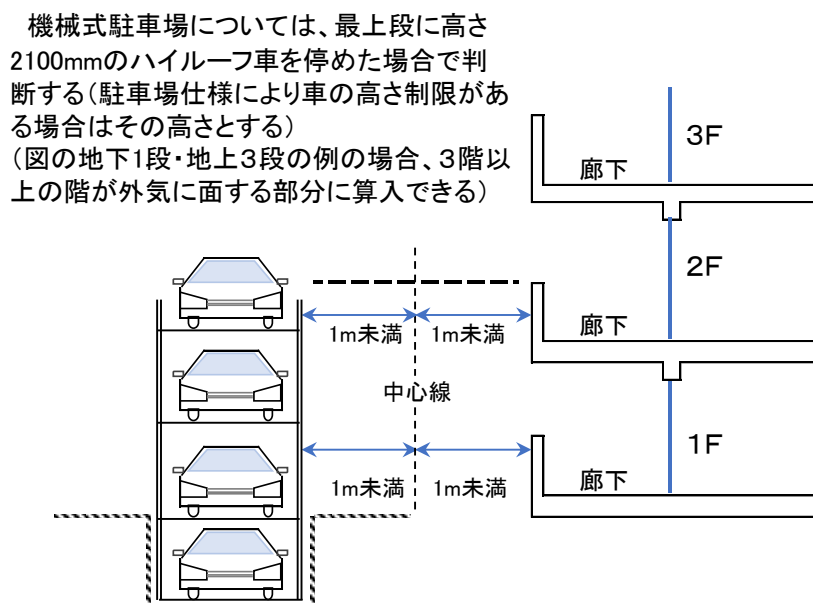 機械式駐車場については、最上段に高さ
2100mmのハイルーフ車を停めた場合で判
断する(駐車場仕様により車の高さ制限があ
る場合はその高さとする)
(図の地下1段・地上３段の例の場合、３階以
上の階が外気に面する部分に算入できる)
３F
廊下
２F
1m未満
1m未満
廊下
中心線
１F
1m未満
1m未満
廊下